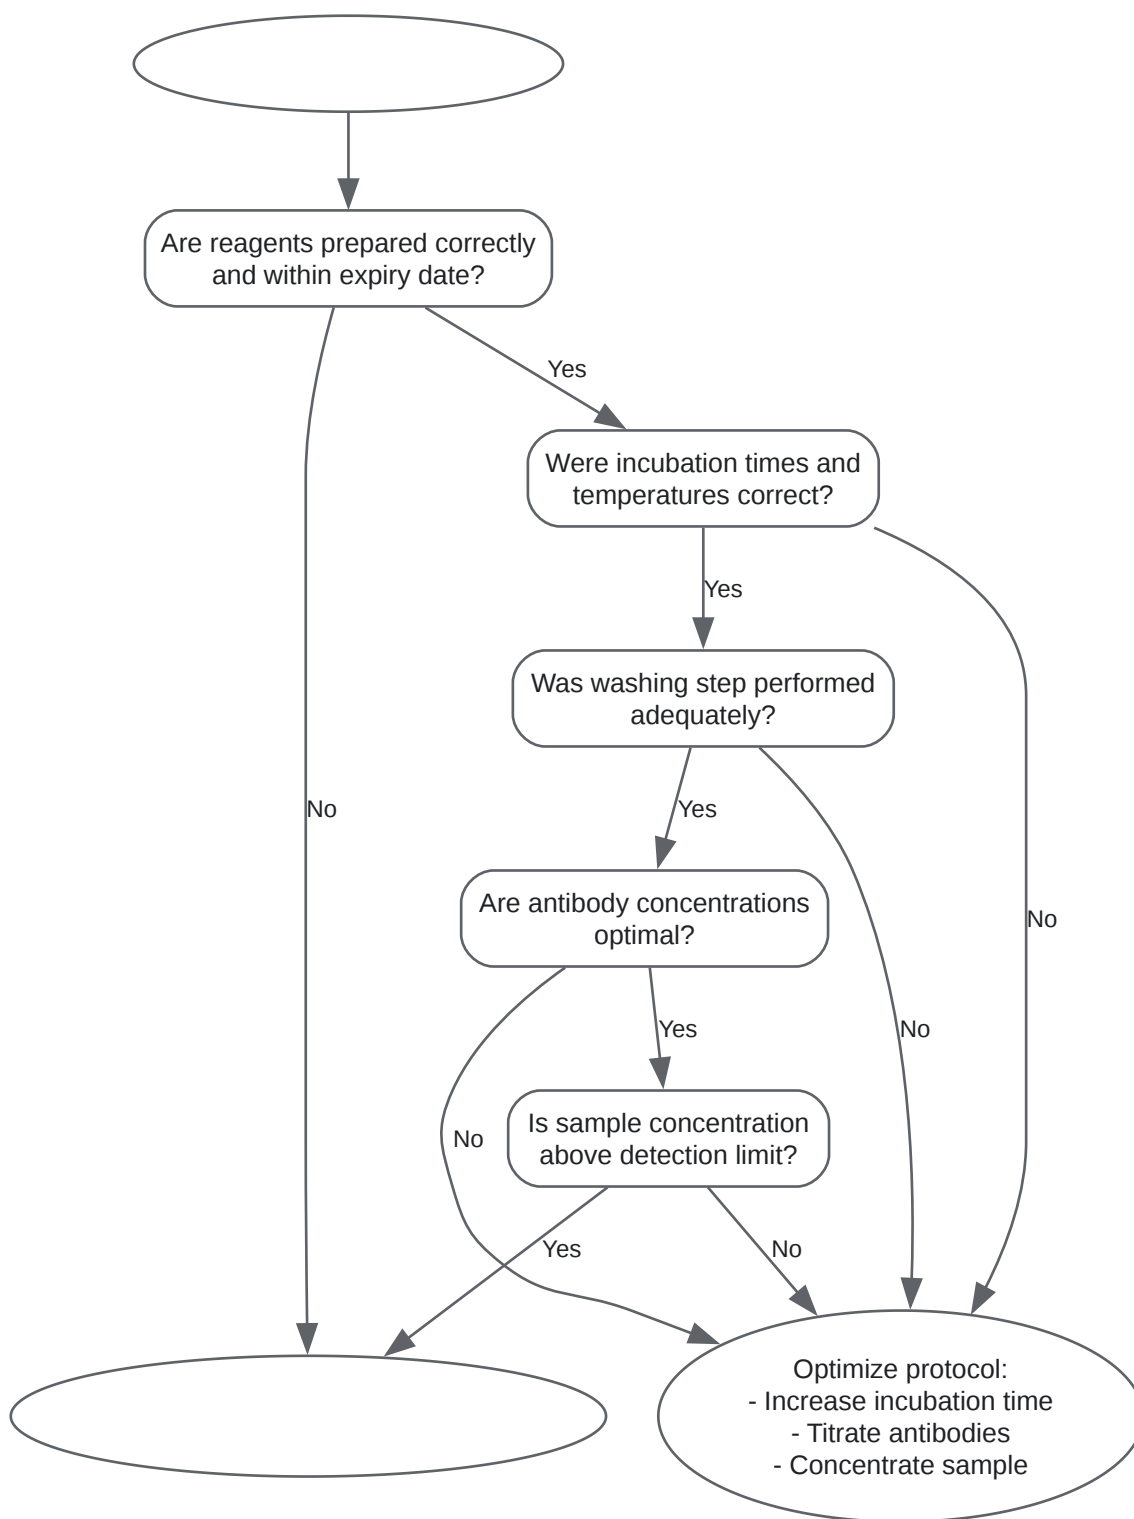 Are reagents prepared correctly
and within expiry date?
Yes
Were incubation times and
temperatures correct?
Yes
Was washing step performed
adequately?
No
Yes
Are antibody concentrations
optimal?
No
Yes
No
No
Is sample concentration
above detection limit?
Yes
No
Optimize protocol:
- Increase incubation time
- Titrate antibodies
- Concentrate sample